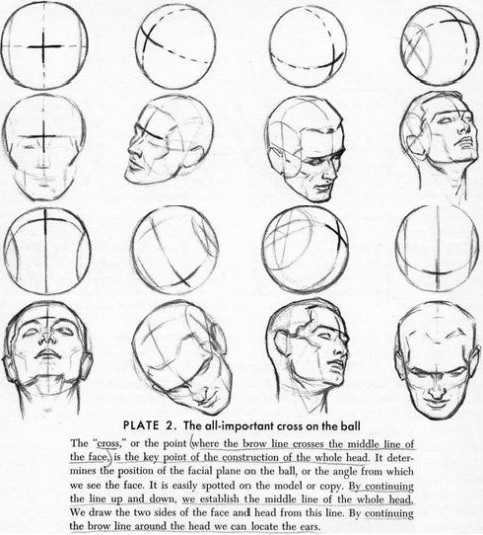 PLATE 2. The all-important cross on the ball
The "cross," or the point where the brow line crosses the middle line of
the face, is the key point of the construction of the whole head. It deter-
mines the position of the facial plane on the ball, or the angle from which
we see the face. It is easily spotted on the model or copy. By continuing
the line up and down, we establish the middle line of the whole head.
We draw the two sides of the face and head from this line. By continuing
the brow line around the head we can locate the ears.